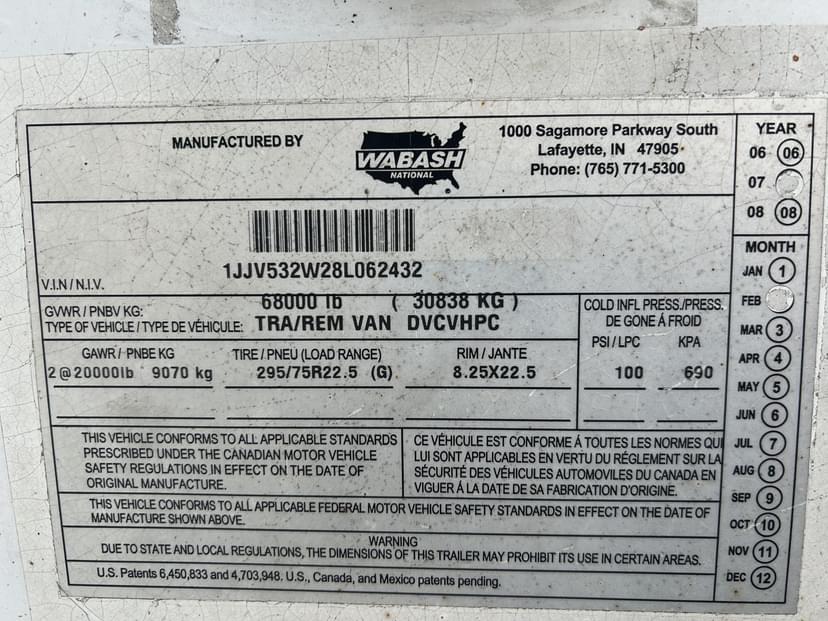 MANUFACTURED BY
WABASH
NATIONAL
1000 Sagamore Parkway South
Lafayette, IN 47905
Phone: (765) 771-5300
YEAR
06 06
07
08 08
1JJV532W28L062432
V.I.N / N.I.V.
GVWR / PNBV KG: 68000 lb ( 30838 KG )
TYPE OF VEHICLE / TYPE DE VÉHICULE: TRA/REM VAN DVCVHPC
COLD INFL PRESS./PRESS.
DE GONE Á FROID
PSI / LPC KPA
GAWR / PNBE KG TIRE / PNEU (LOAD RANGE) RIM / JANTE
2@20000lb 9070 kg 295/75R22.5 (G) 8.25X22.5 100 690
MONTH
JAN 1
FEB
MAR 3
APR 4
MAY 5
JUN 6
JUL 7
AUG 8
SEP 9
OCT 10
NOV 11
DEC 12
THIS VEHICLE CONFORMS TO ALL APPLICABLE STANDARDS
PRESCRIBED UNDER THE CANADIAN MOTOR VEHICLE
SAFETY REGULATIONS IN EFFECT ON THE DATE OF
ORIGINAL MANUFACTURE.
CE VÉHICULE EST CONFORME Á TOUTES LES NORMES QUI
LUI SONT APPLICABLES EN VERTU DU RÉGLEMENT SUR LA
SÉCURITÉ DES VÉHICULES AUTOMOVILES DU CANADA EN
VIGUER Á LA DATE DE SA FABRICATION D'ORIGINE.
THIS VEHICLE CONFORMS TO ALL APPLICABLE FEDERAL MOTOR VEHICLE SAFETY STANDARDS IN EFFECT ON THE DATE OF
MANUFACTURE SHOWN ABOVE.
WARNING
DUE TO STATE AND LOCAL REGULATIONS, THE DIMENSIONS OF THIS TRAILER MAY PROHIBIT ITS USE IN CERTAIN AREAS.
U.S. Patents 6,450,833 and 4,703,948. U.S., Canada, and Mexico patents pending.